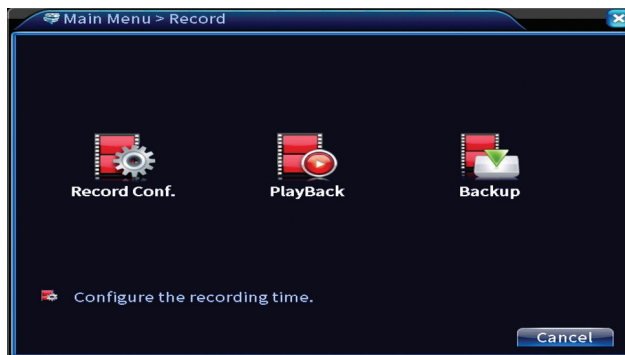 Main Menu > Record
Record Conf. PlayBack Backup
Configure the recording time.
Cancel